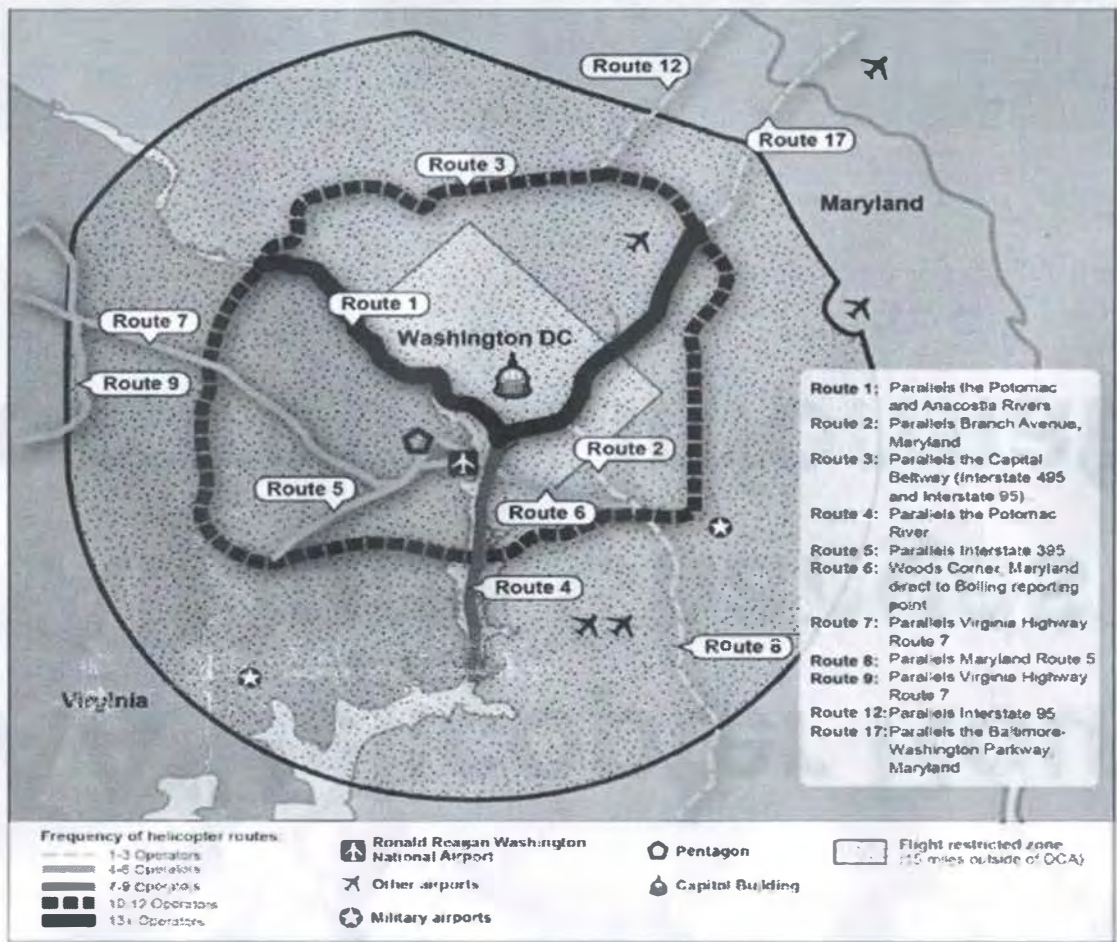 Route 12
Route 17
Route 3
Maryland
Route 1
Route 7
Washington DC
Route 9
Route 2
Route 5
Route 6
Route 4
Route 8
Virginia
Route 1: Parallels the Potomac
and Anacostia Rivers
Route 2: Parallels Branch Avenue,
Maryland
Route 3: Parallels the Capital
Beltway (Interstate 495
and Interstate 95)
Route 4: Parallels the Potomac
River
Route 5: Parallels Interstate 395
Route 6: Woods Corner, Maryland
direct to Bolling reporting
point
Route 7: Parallels Virginia Highway
Route 7
Route 8: Parallels Maryland Route 5
Route 9: Parallels Virginia Highway
Route 7
Route 12: Parallels Interstate 95
Route 17: Parallels the Baltimore-
Washington Parkway,
Maryland
Frequency of helicopter routes:
1-3 Operators
4-6 Operators
7-9 Operators
10-12 Operators
13+ Operators
Ronald Reagan Washington
National Airport
Other airports
Military airports
Pentagon
Capitol Building
Flight restricted zone
(15 miles outside of DCA)